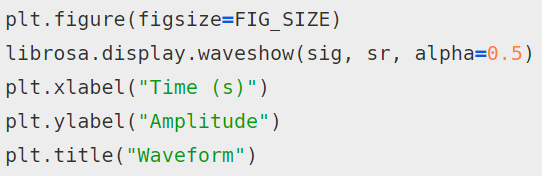 plt.figure(figsize=FIG_SIZE)
librosa.display.waveshow(sig, sr, alpha=0.5)
plt.xlabel("Time (s)")
plt.ylabel("Amplitude")
plt.title("Waveform")